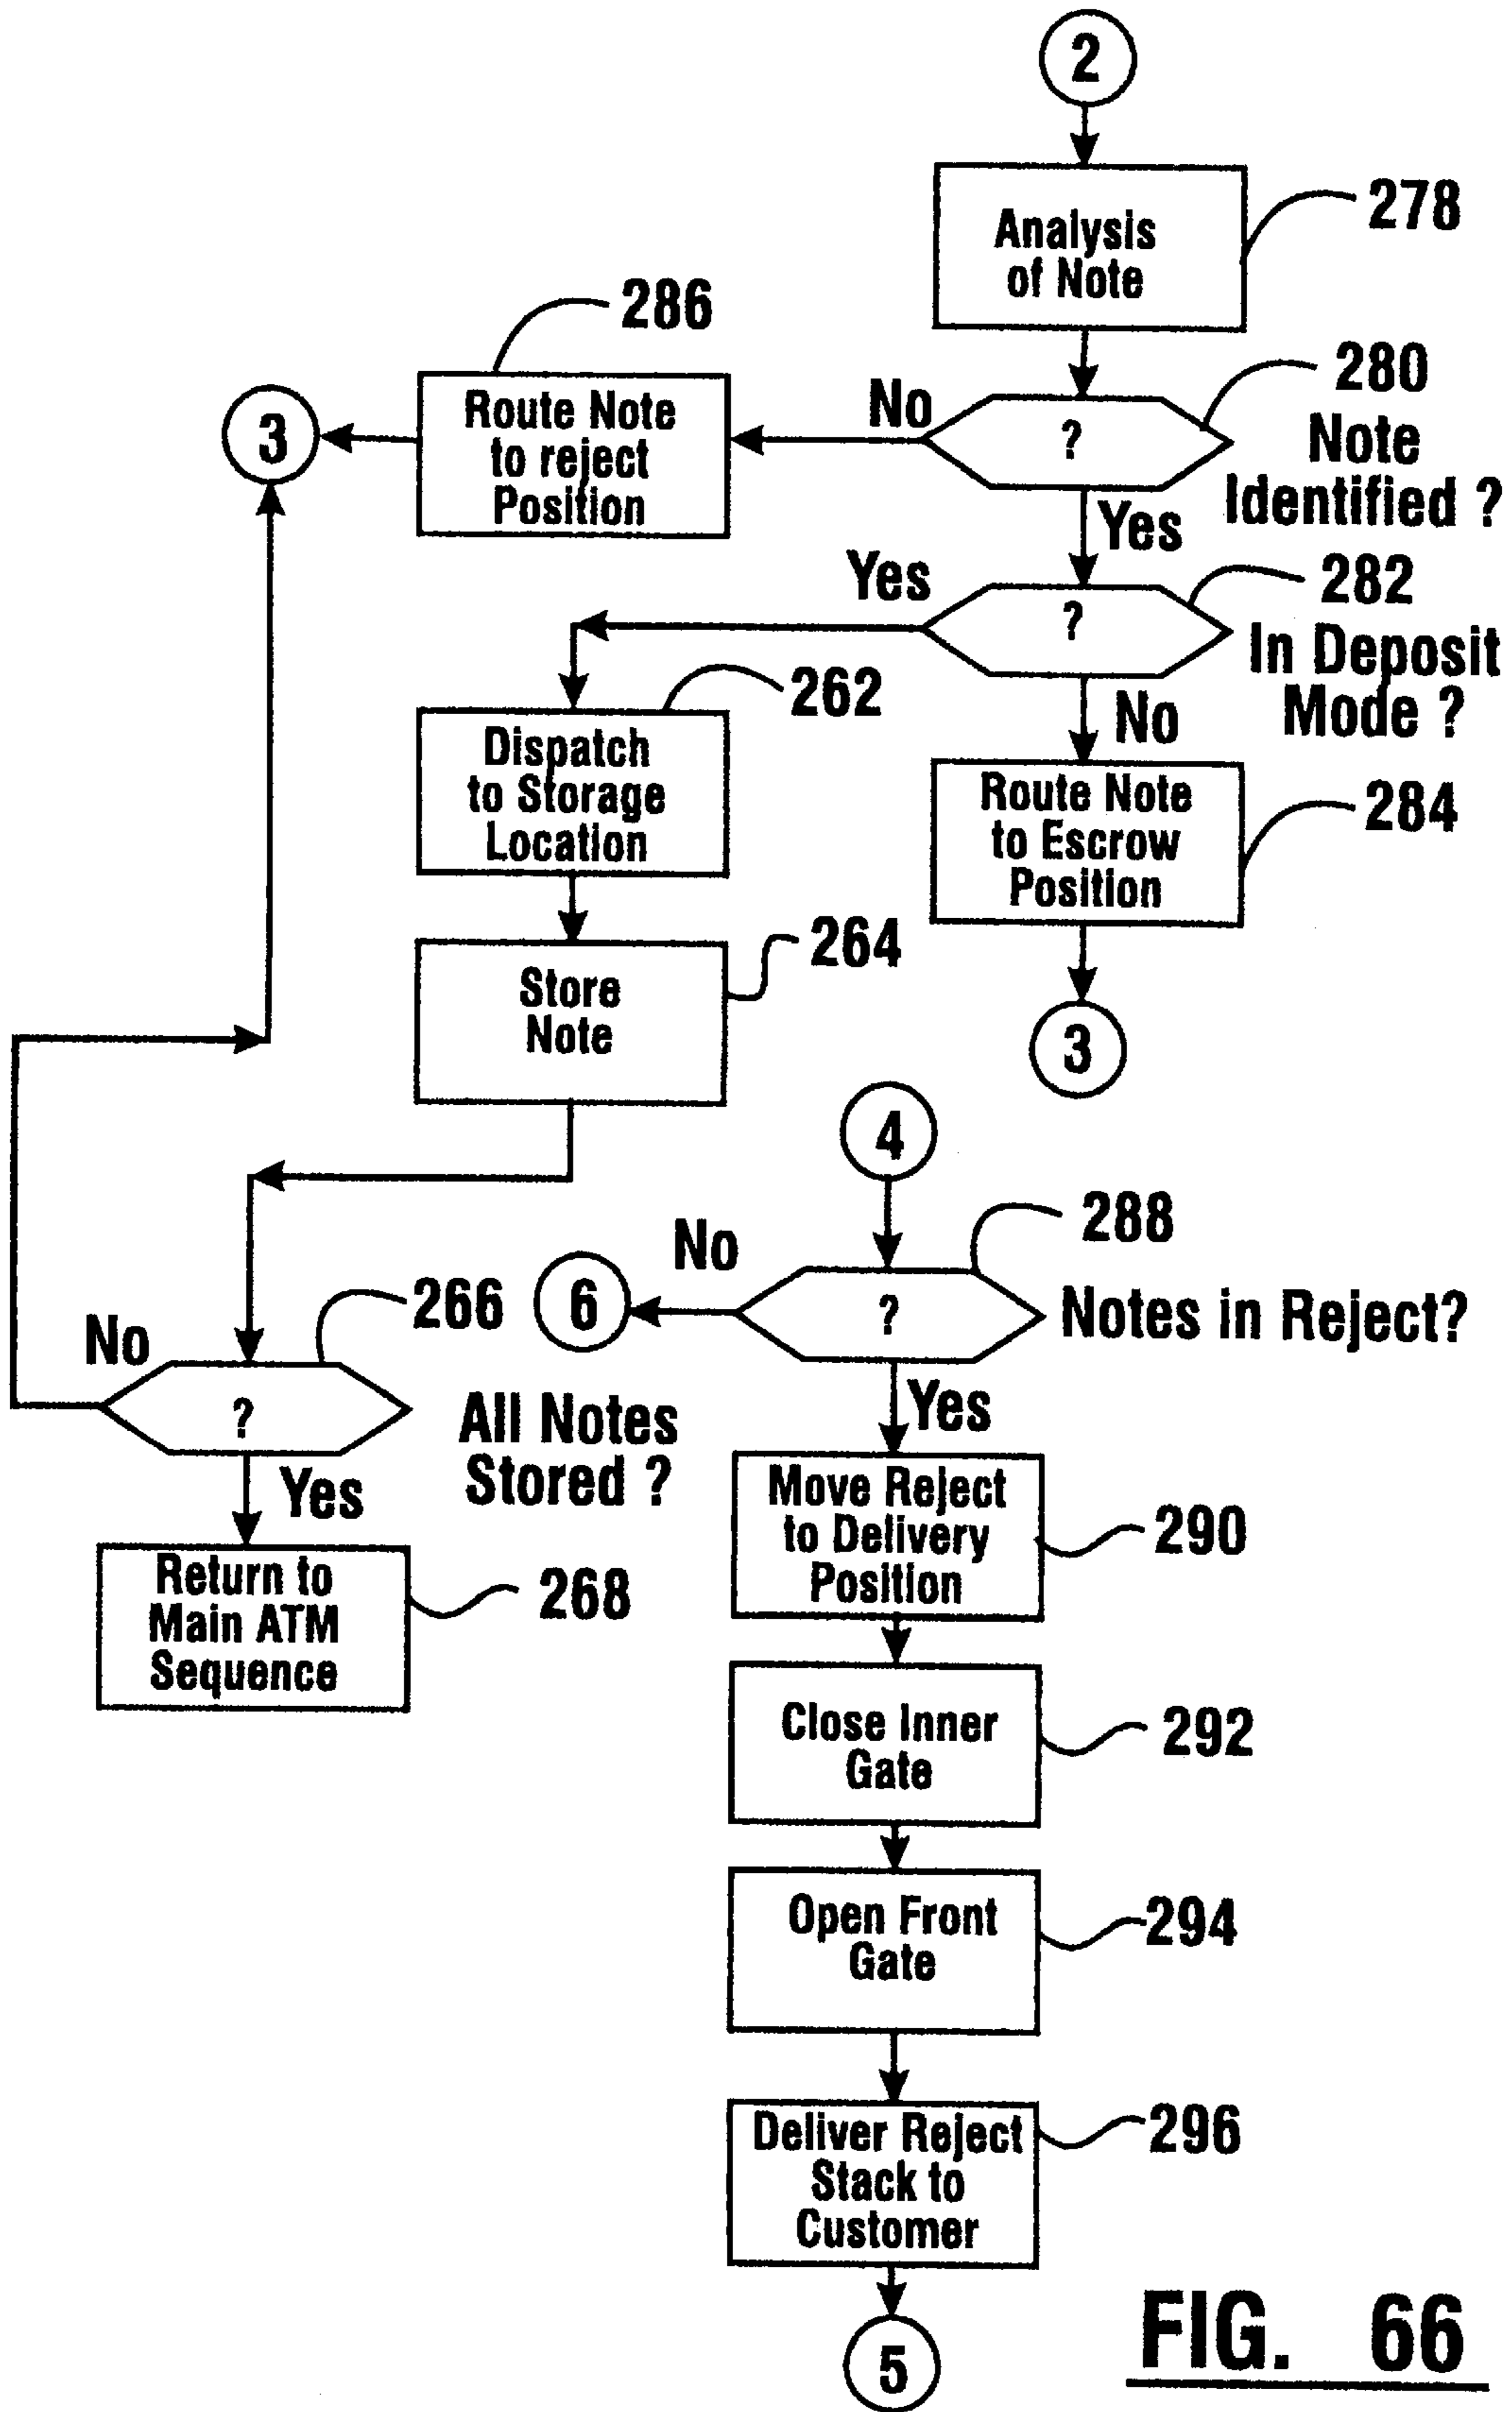 2
Analysis
of Note
278
286
Route Note
to reject
Position
3
No
?
280
Note
Identified ?
Yes
Yes
?
282
In Deposit
Mode ?
262
Dispatch
to Storage
Location
No
Route Note
to Escrow
Position
284
264
Store
Note
3
4
288
No
6
?
Notes in Reject?
266
No
?
All Notes
Stored ?
Yes
Yes
Return to
Main ATM
Sequence
268
Move Reject
to Delivery
Position
290
Close Inner
Gate
292
Open Front
Gate
294
Deliver Reject
Stack to
Customer
296
5
FIG. 66